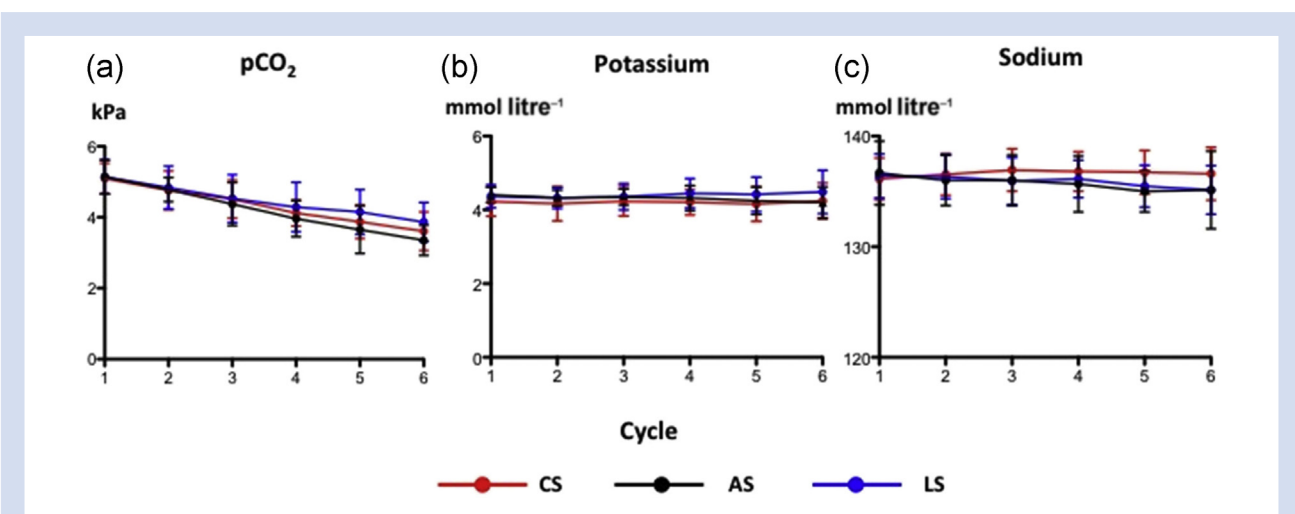 (a) pCO₂
kPa
6
4
2
0
1 2 3 4 5 6
(b) Potassium
mmol litre⁻¹
6
4
2
0
1 2 3 4 5 6
(c) Sodium
mmol litre⁻¹
140
130
120
1 2 3 4 5 6
Cycle
CS AS LS